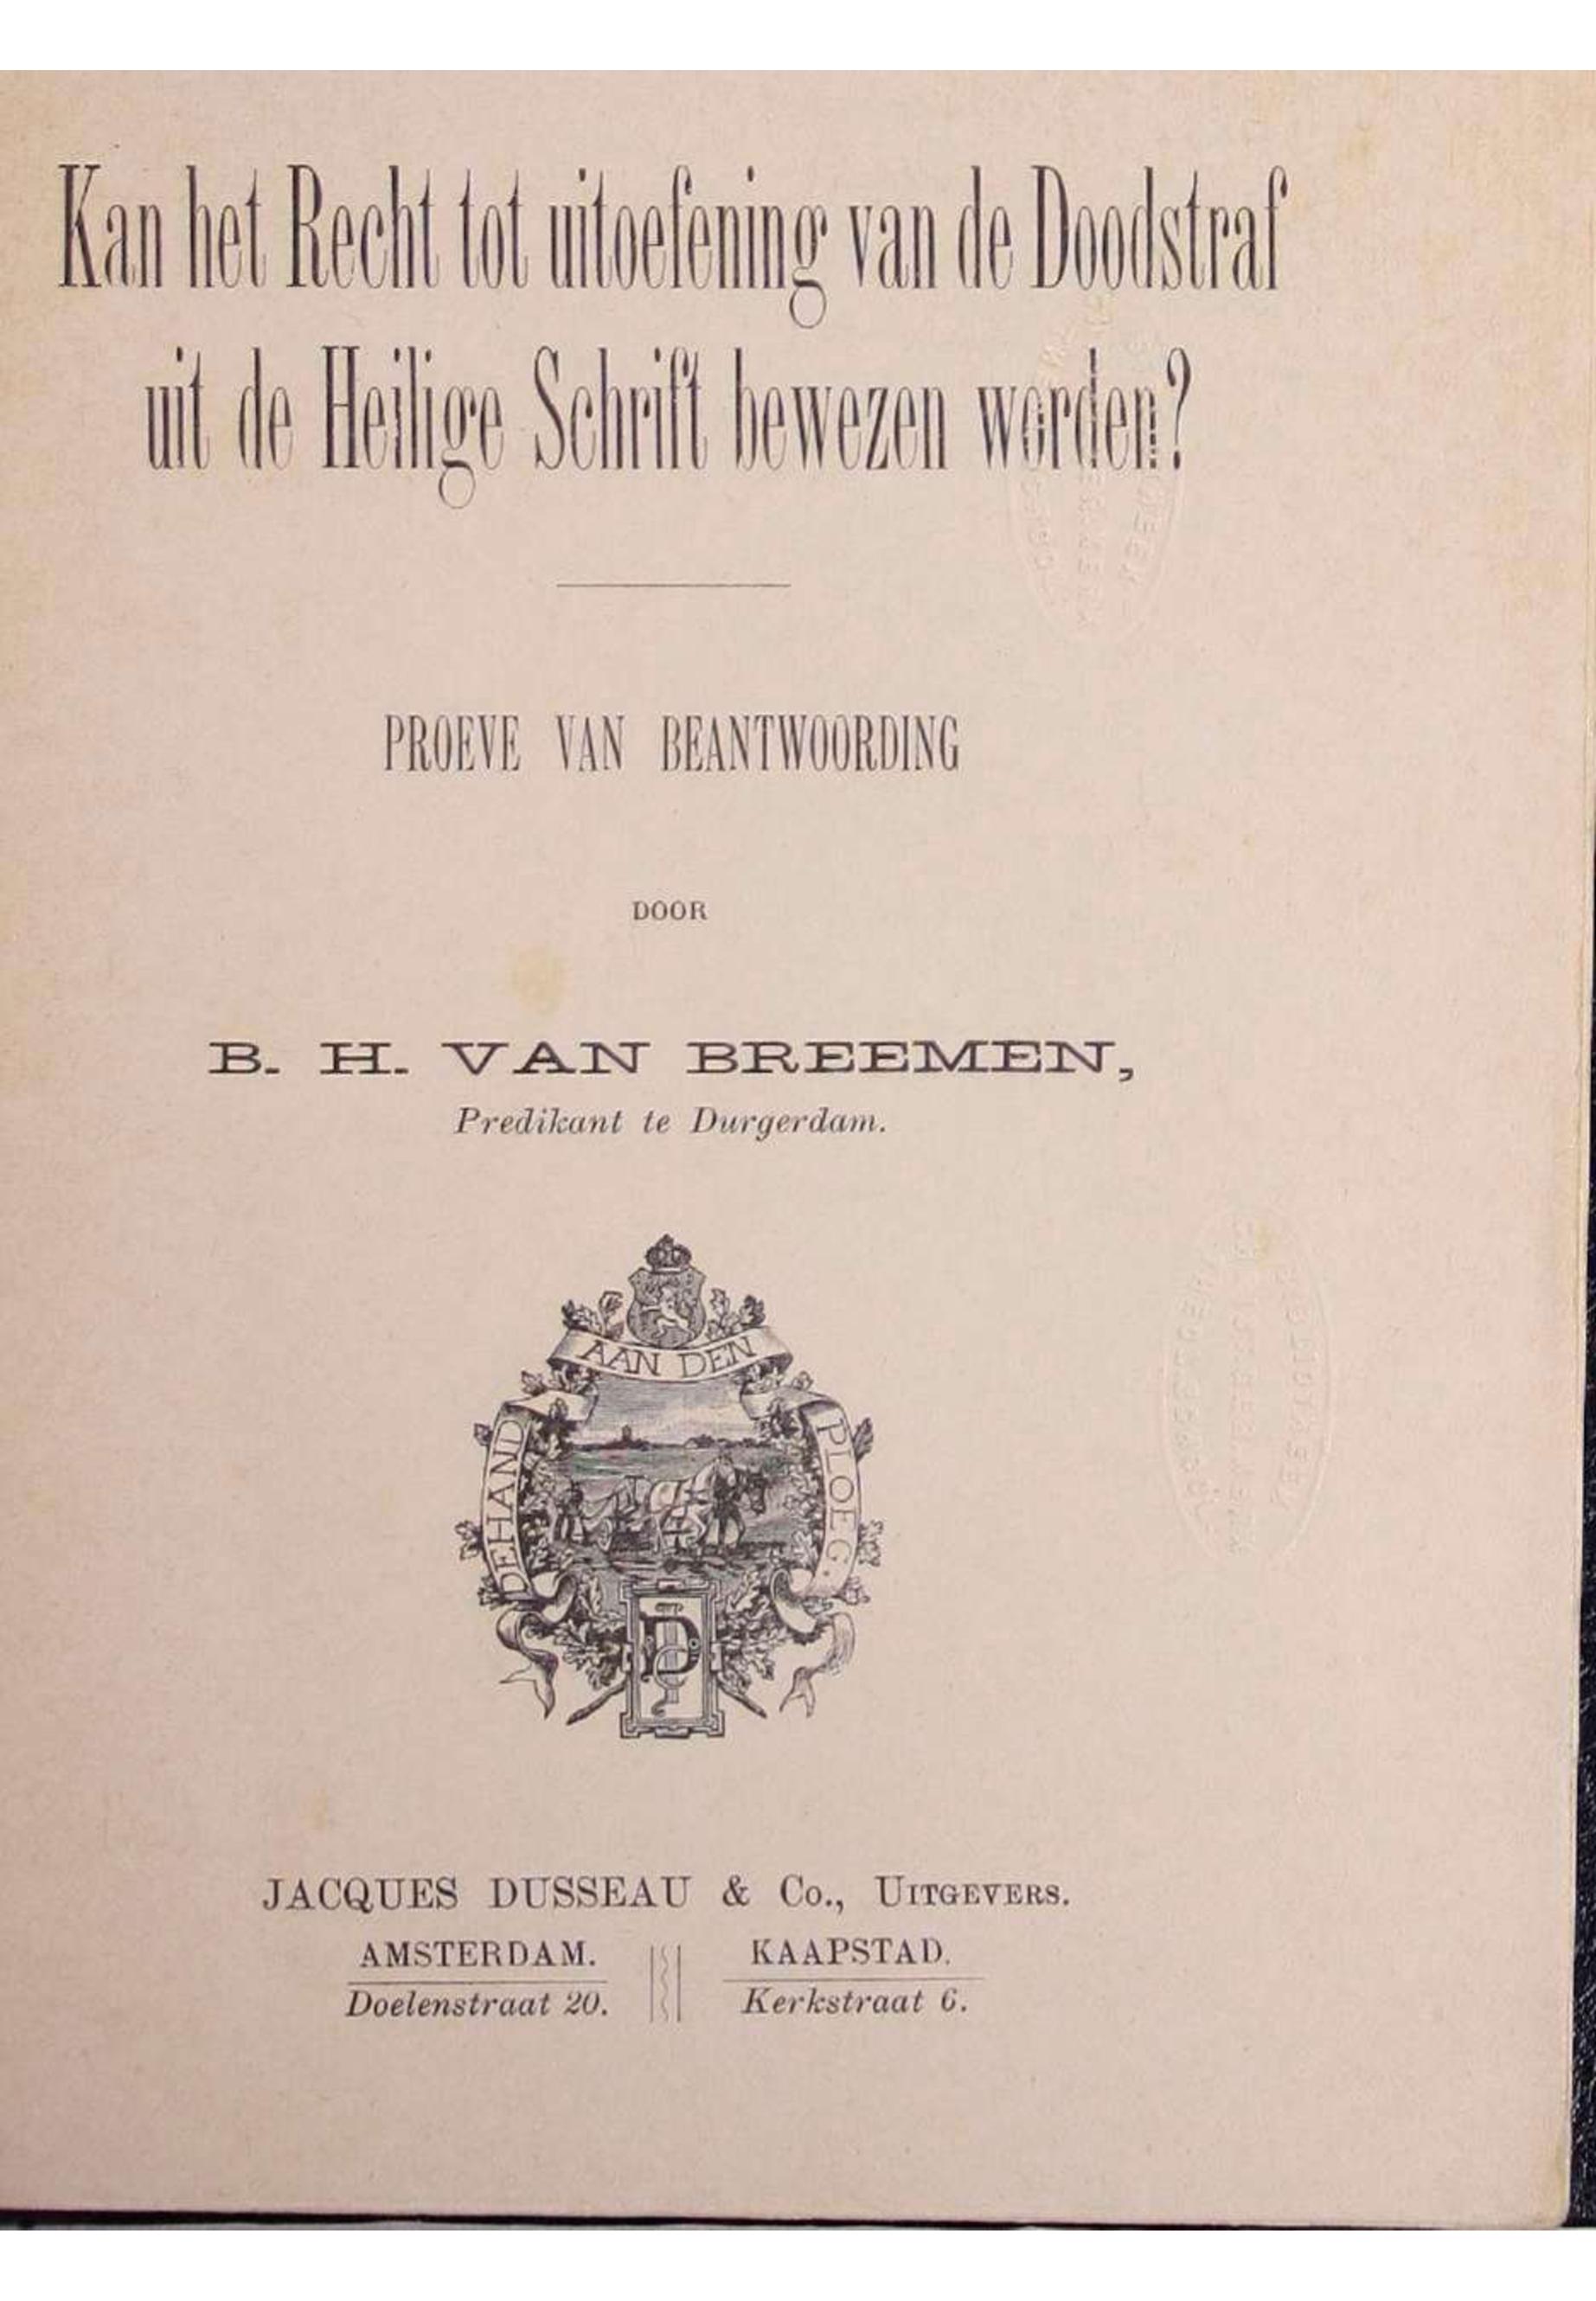 Kan het Recht tot uitoefening van de Doodstraf
uit de Heilige Schrift bewezen worden?
PROEVE VAN BEANTWOORDING
DOOR
B. H. VAN BREEMEN,
Predikant te Durgerdam.
DE HAND
AAN DEN
PLOEG.
JACQUES DUSSEAU & Co., UITGEVERS.
AMSTERDAM.
Doelenstraat 20.
KAAPSTAD.
Kerkstraat 6.